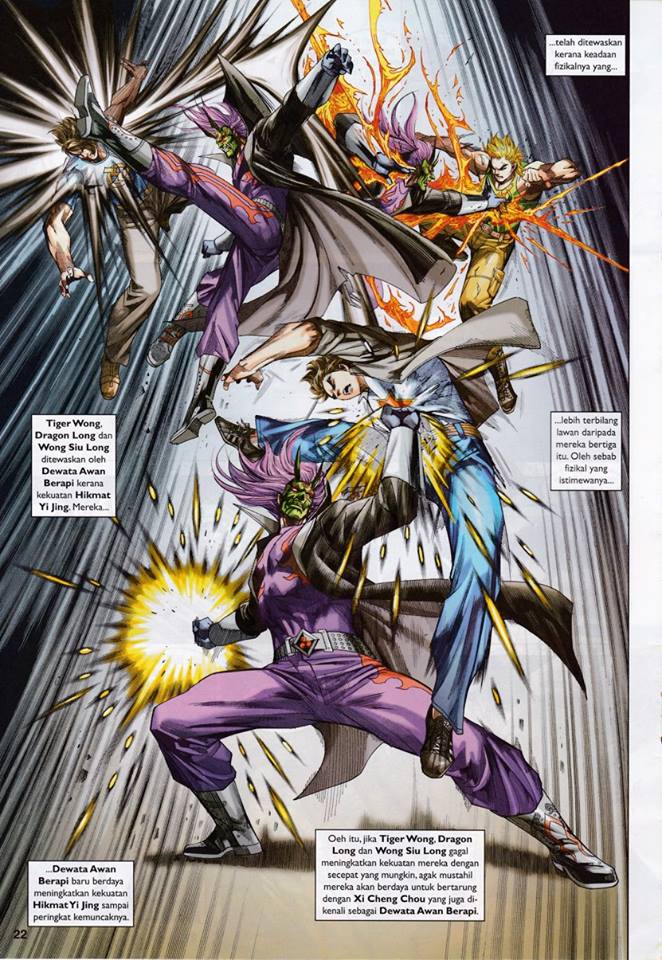 Tiger Wong,
Dragon Long dan
Wong Siu Long
ditewaskan oleh
Dewata Awan
Berapi kerana
kekuatan Hikmat
Yi Jing. Mereka...
...telah ditewaskan
kerana keadaan
fizikalnya yang...
...lebih terbilang
lawan daripada
mereka bertiga
itu. Oleh sebab
fizikal yang
istimewanya...
...Dewata Awan
Berapi baru berdaya
meningkatkan kekuatan
Hikmat Yi Jing sampai
peringkat kemuncaknya.
Oeh itu, jika Tiger Wong, Dragon
Long dan Wong Siu Long gagal
meningkatkan kekuatan mereka dengan
secepat yang mungkin, agak mustahil
mereka akan berdaya untuk bertarung
dengan Xi Cheng Chou yang juga di-
kenali sebagai Dewata Awan Berapi.
22